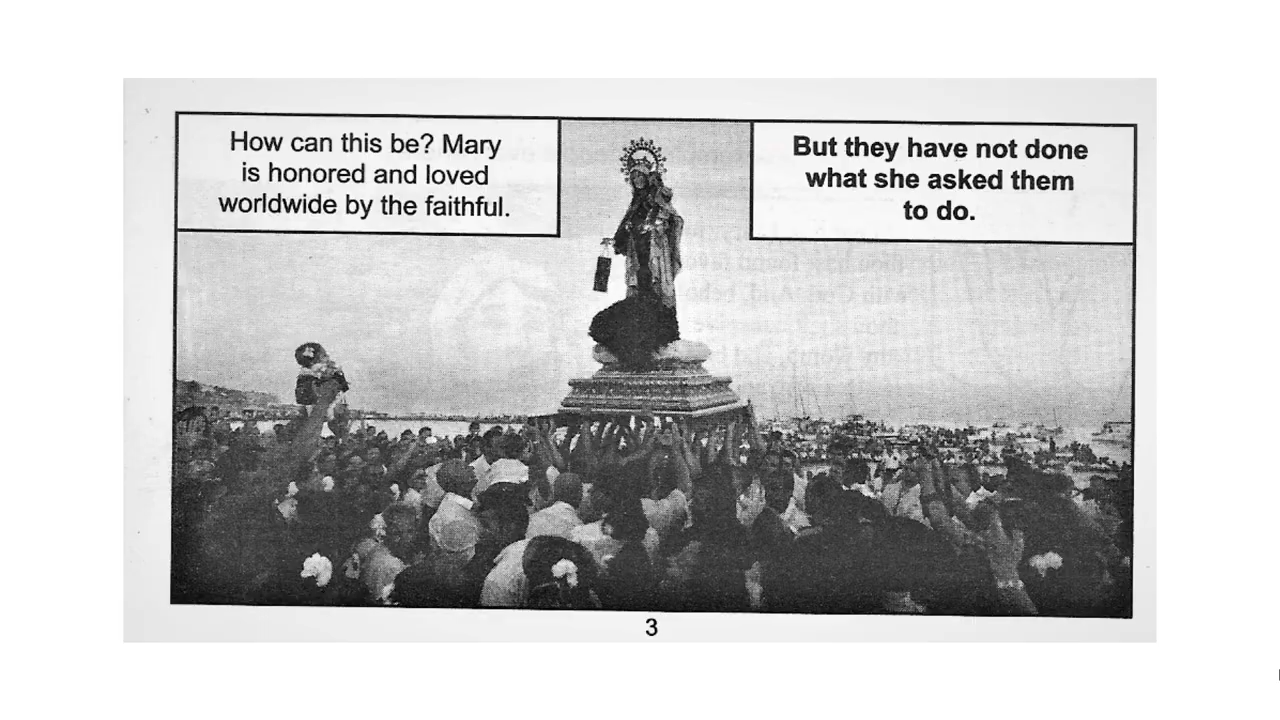 How can this be? Mary
is honored and loved
worldwide by the faithful.
But they have not done
what she asked them
to do.
3